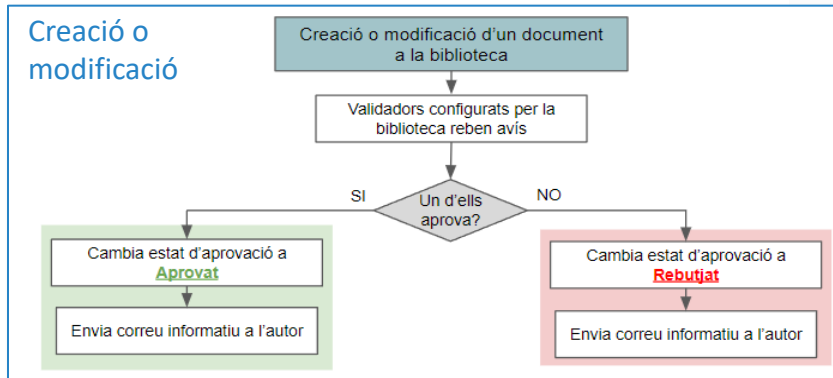 Creació o
modificació
Creació o modificació d'un document
a la biblioteca
Validadors configurats per la
biblioteca reben avís
SI
Un d'ells
aprova?
NO
Cambia estat d'aprovació a
Aprovat
Envia correu informatiu a l'autor
Cambia estat d'aprovació a
Rebutjat
Envia correu informatiu a l'autor